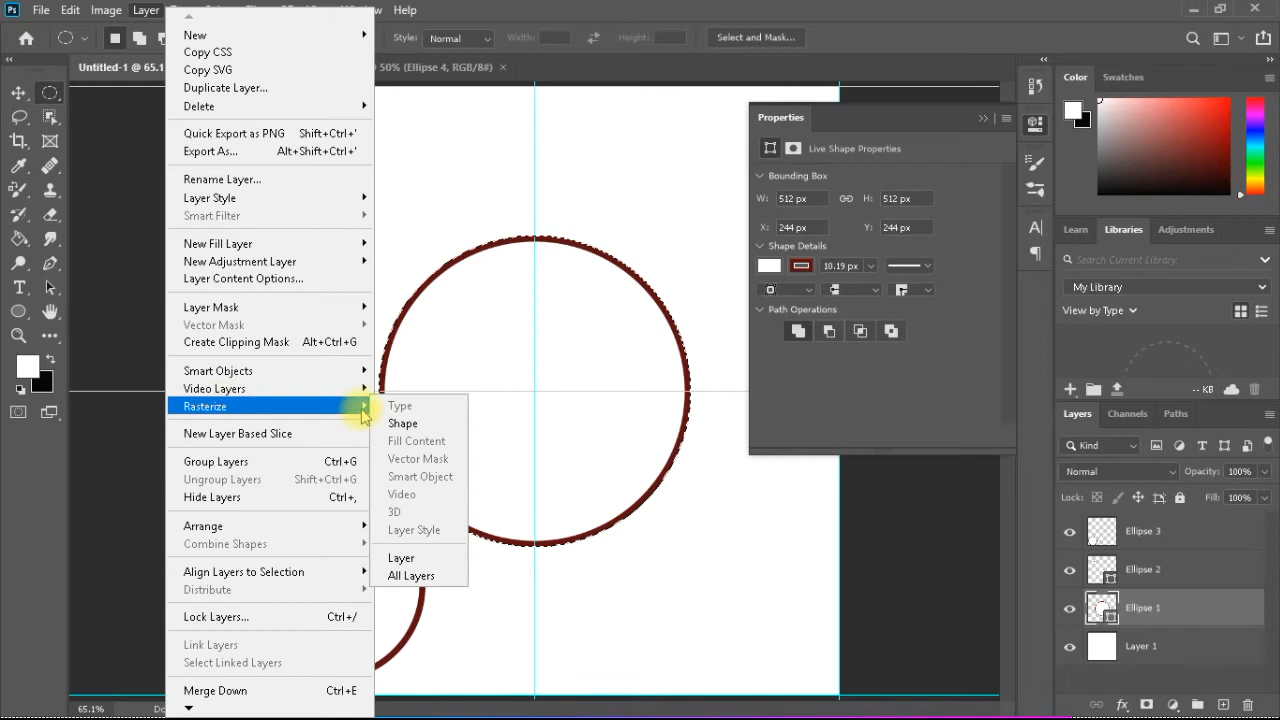 Ps File Edit Image Layer Help
Style: Normal Width: Height: Select and Mask...
Untitled-1 @ 65.1 50% (Ellipse 4, RGB/8#) ×
New
Copy CSS
Copy SVG
Duplicate Layer...
Delete
Quick Export as PNG Shift+Ctrl+'
Export As... Alt+Shift+Ctrl+'
Rename Layer...
Layer Style
Smart Filter
New Fill Layer
New Adjustment Layer
Layer Content Options...
Layer Mask
Vector Mask
Create Clipping Mask Alt+Ctrl+G
Smart Objects
Video Layers
Rasterize
New Layer Based Slice
Group Layers Ctrl+G
Ungroup Layers Shift+Ctrl+G
Hide Layers Ctrl+,
Arrange
Combine Shapes
Align Layers to Selection
Distribute
Lock Layers... Ctrl+/
Link Layers
Select Linked Layers
Merge Down Ctrl+E
Type
Shape
Fill Content
Vector Mask
Smart Object
Video
3D
Layer Style
Layer
All Layers
65.1%
Properties
Live Shape Properties
Bounding Box
W: 512 px H: 512 px
X: 244 px Y: 244 px
Shape Details
10.19 px
Path Operations
Color Swatches
Learn Libraries Adjustments
Search Current Library
My Library
View by Type
-- KB
Layers Channels Paths
Kind
Normal Opacity: 100%
Lock: Fill: 100%
Ellipse 3
Ellipse 2
Ellipse 1
Layer 1
fx